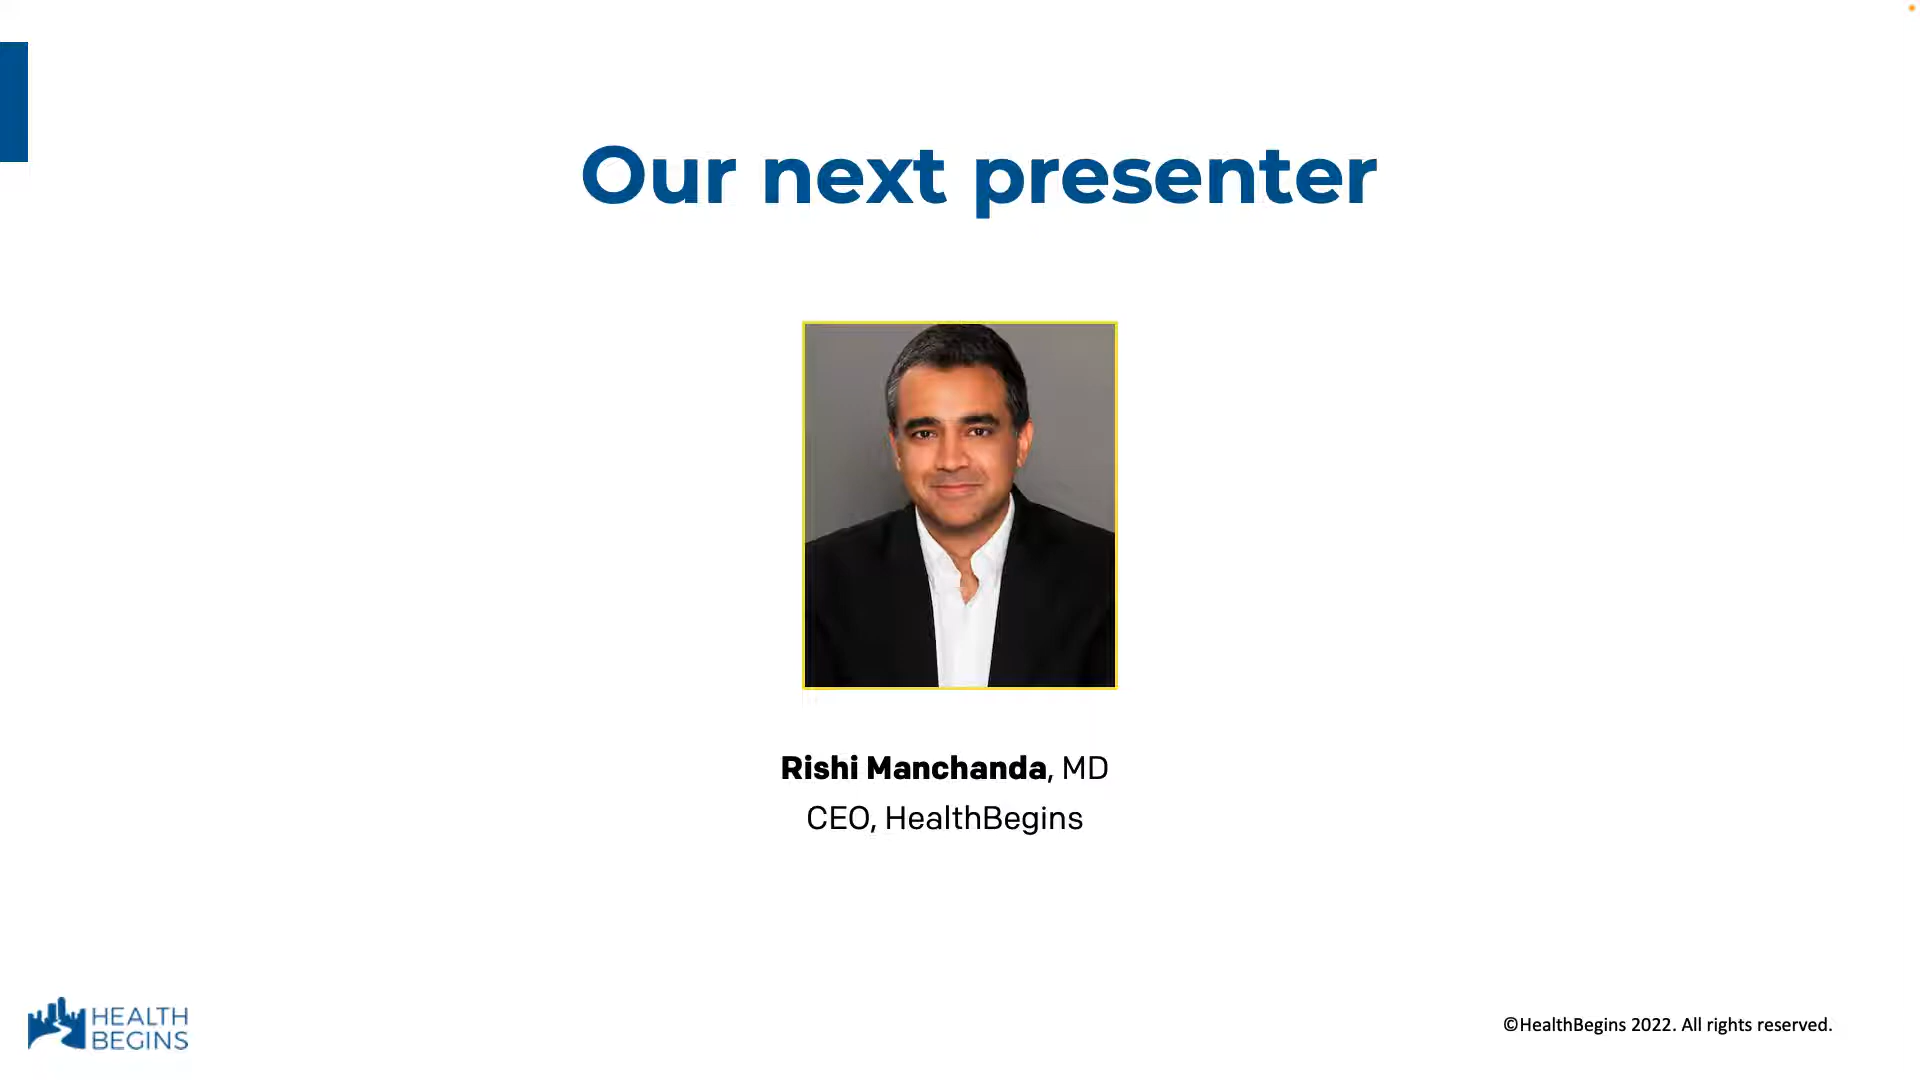 Our next presenter
Rishi Manchanda, MD
CEO, HealthBegins
HEALTH
BEGINS
©HealthBegins 2022. All rights reserved.